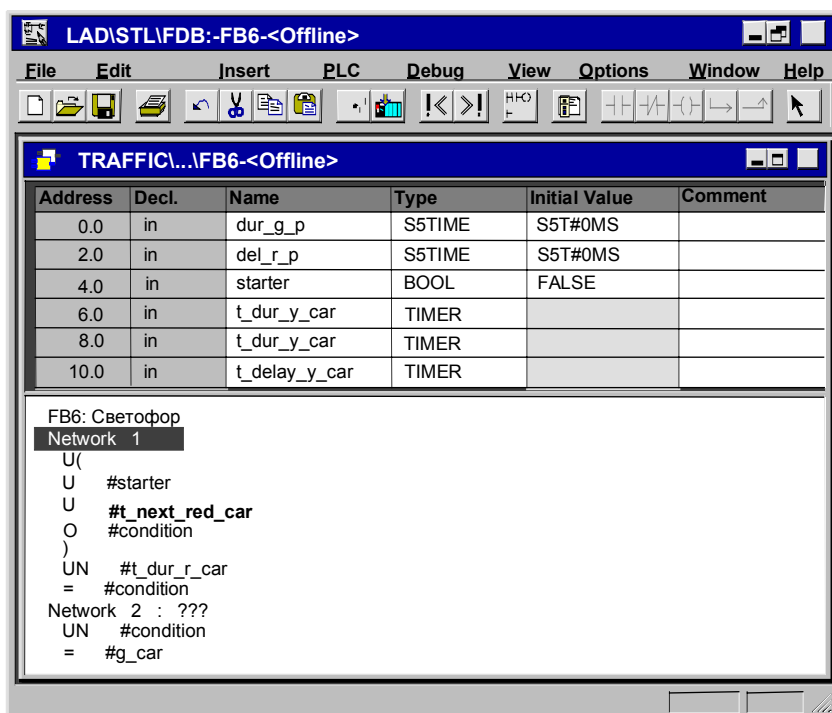 LAD\STL\FDB:-FB6-<Offline>
File Edit Insert PLC Debug View Options Window Help
TRAFFIC\...\FB6-<Offline>
Address Decl. Name Type Initial Value Comment
0.0 in dur_g_p S5TIME S5T#0MS
2.0 in del_r_p S5TIME S5T#0MS
4.0 in starter BOOL FALSE
6.0 in t_dur_y_car TIMER
8.0 in t_dur_y_car TIMER
10.0 in t_delay_y_car TIMER
FB6: Светофор
Network 1
U(
U #starter
U #t_next_red_car
O #condition
)
UN #t_dur_r_car
= #condition
Network 2 : ???
UN #condition
= #g_car